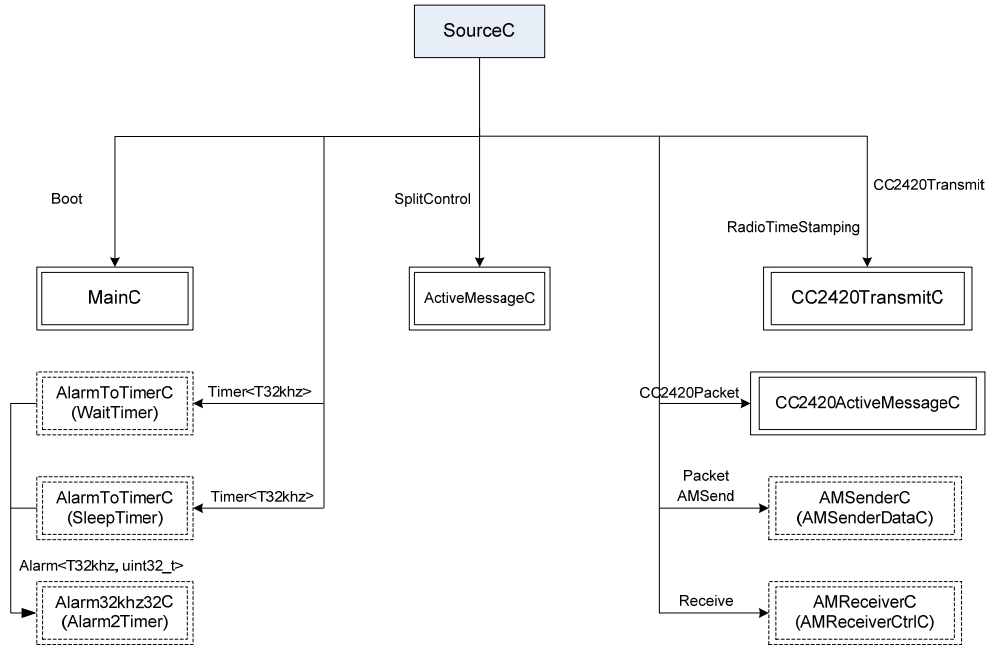 SourceC
Boot
SplitControl
CC2420Transmit
RadioTimeStamping
MainC
ActiveMessageC
CC2420TransmitC
AlarmToTimerC
(WaitTimer)
Timer<T32khz>
CC2420Packet
CC2420ActiveMessageC
AlarmToTimerC
(SleepTimer)
Timer<T32khz>
Packet
AMSend
AMSenderC
(AMSenderDataC)
Alarm<T32khz, uint32_t>
Alarm32khz32C
(Alarm2Timer)
Receive
AMReceiverC
(AMReceiverCtrlC)